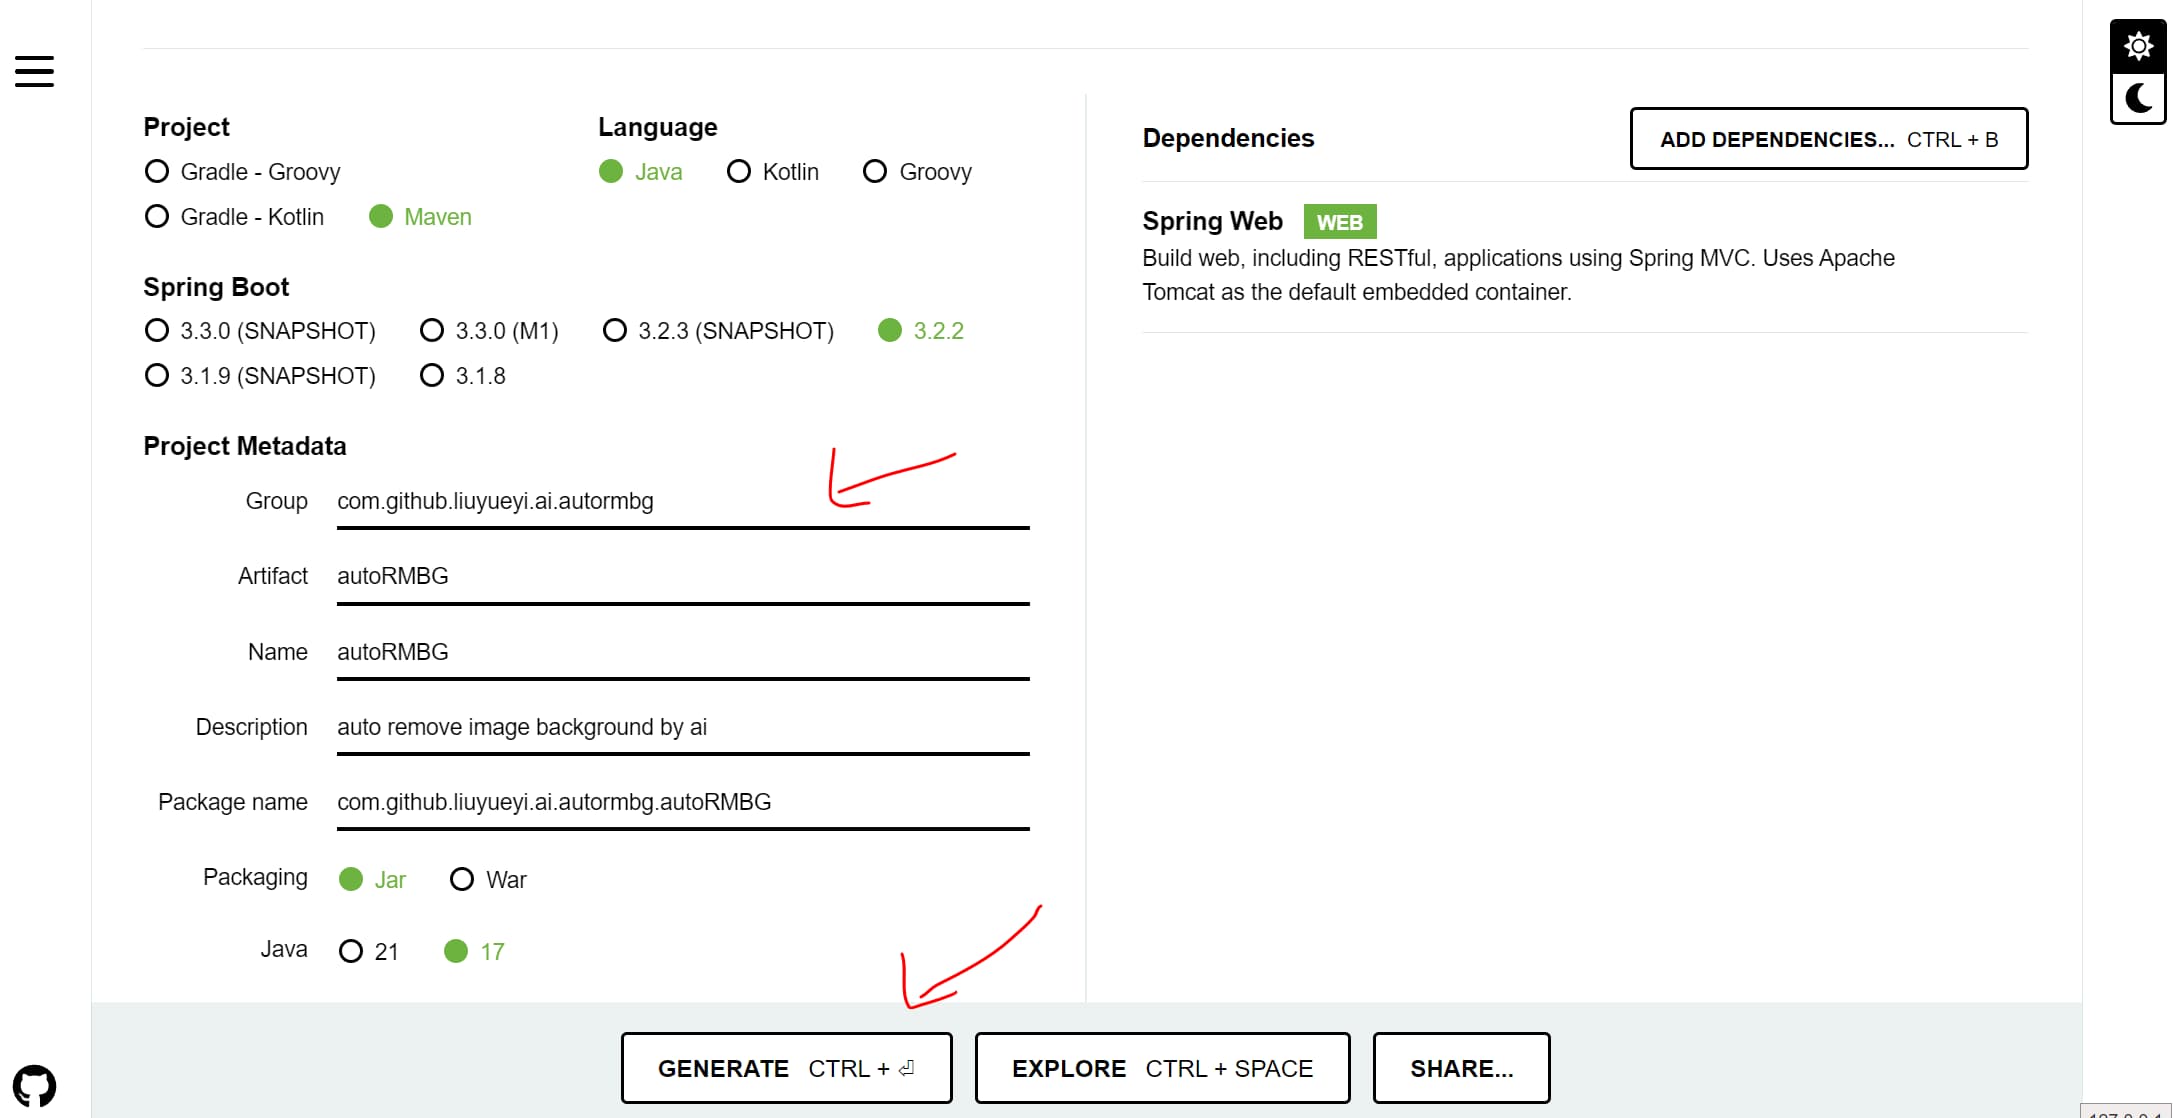 Project
Gradle - Groovy
Gradle - Kotlin Maven
Language
Java Kotlin Groovy
Spring Boot
3.3.0 (SNAPSHOT) 3.3.0 (M1) 3.2.3 (SNAPSHOT) 3.2.2
3.1.9 (SNAPSHOT) 3.1.8
Project Metadata
Group com.github.liuyueyi.ai.autormbg
Artifact autoRMBG
Name autoRMBG
Description auto remove image background by ai
Package name com.github.liuyueyi.ai.autormbg.autoRMBG
Packaging Jar War
Java 21 17
Dependencies ADD DEPENDENCIES... CTRL + B
Spring Web WEB
Build web, including RESTful, applications using Spring MVC. Uses Apache
Tomcat as the default embedded container.
GENERATE CTRL + ⏎ EXPLORE CTRL + SPACE SHARE...